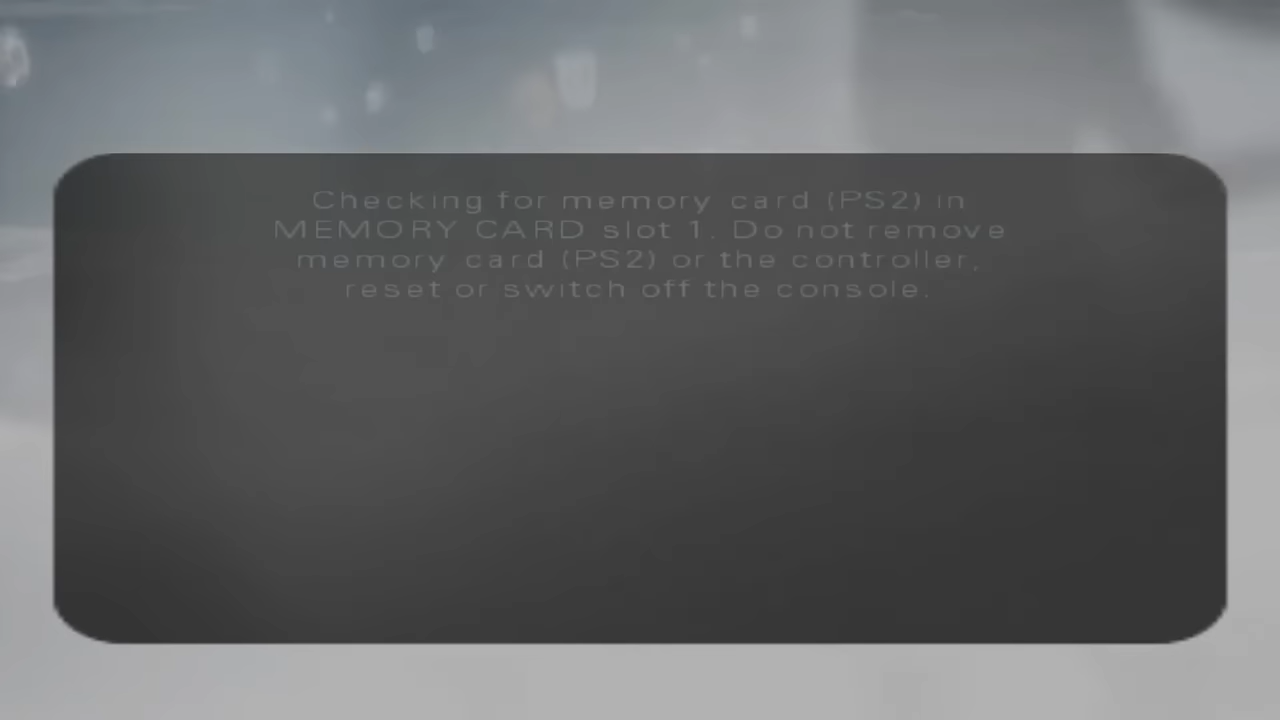 Checking for memory card (PS2) in
MEMORY CARD slot 1. Do not remove
memory card (PS2) or the controller,
reset or switch off the console.